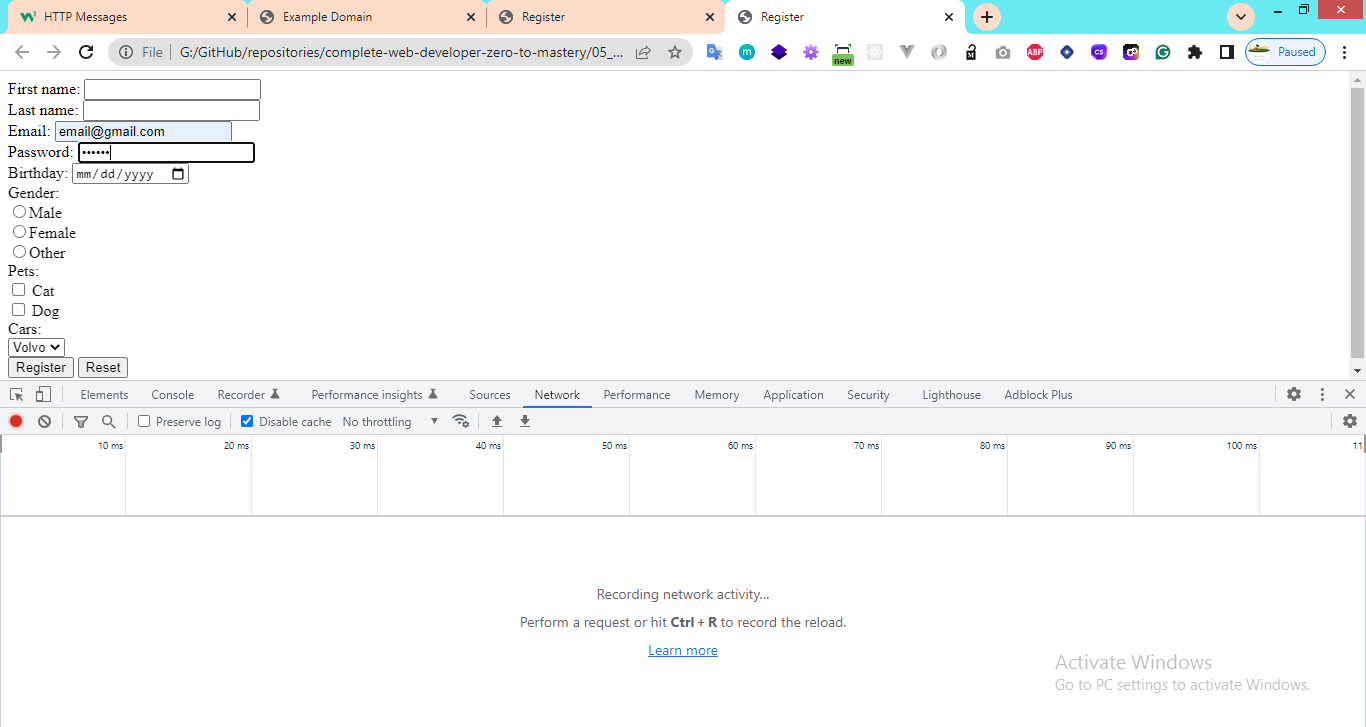 HTTP Messages Example Domain Register Register
File G:/GitHub/repositories/complete-web-developer-zero-to-mastery/05_... new ABP CS Paused
First name:
Last name:
Email: email@gmail.com
Password: ••••••
Birthday: mm/dd/yyyy
Gender:
Male
Female
Other
Pets:
Cat
Dog
Cars:
Volvo
Register Reset
Elements Console Recorder Performance insights Sources Network Performance Memory Application Security Lighthouse Adblock Plus
Preserve log Disable cache No throttling
10 ms 20 ms 30 ms 40 ms 50 ms 60 ms 70 ms 80 ms 90 ms 100 ms 11
Recording network activity...
Perform a request or hit Ctrl + R to record the reload.
Learn more
Activate Windows
Go to PC settings to activate Windows.